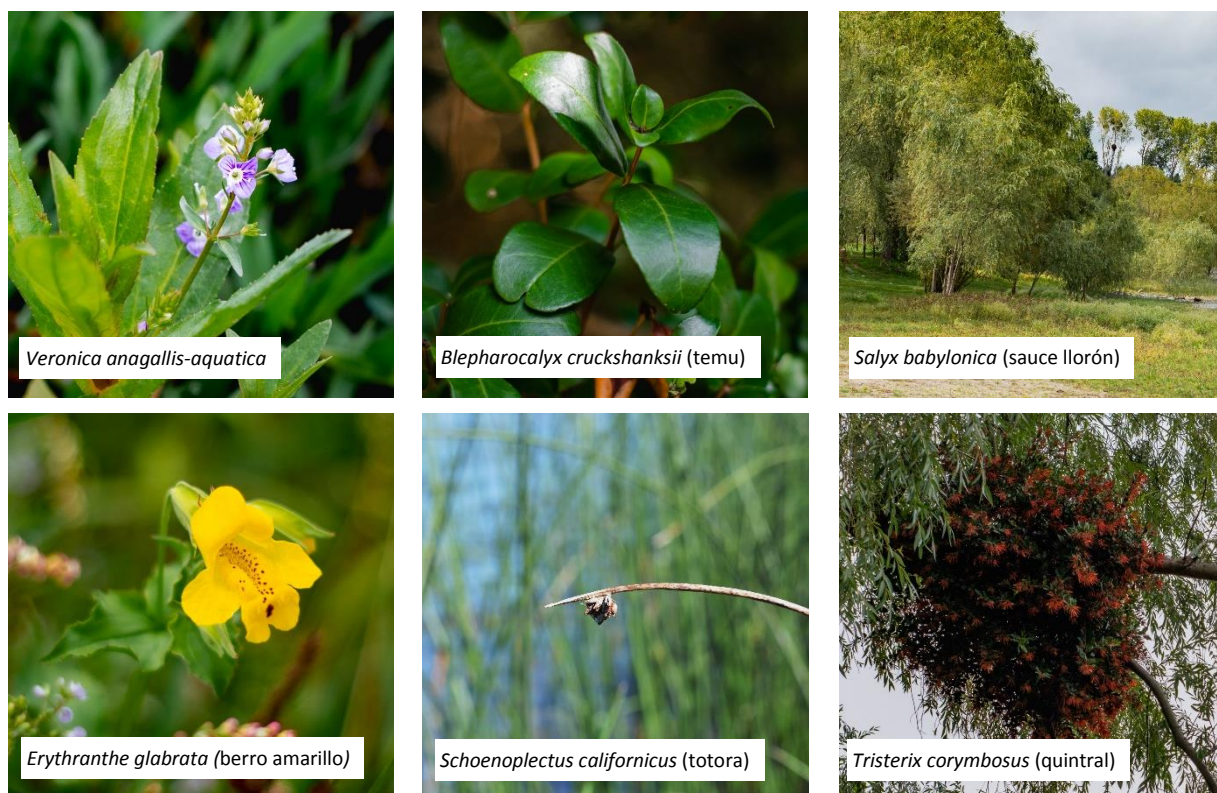 Veronica anagallis-aquatica
Blepharocalyx cruckshanksii (temu)
Salyx babylonica (sauce llorón)
Erythranthe glabrata (berro amarillo)
Schoenoplectus californicus (totora)
Tristerix corymbosus (quintral)